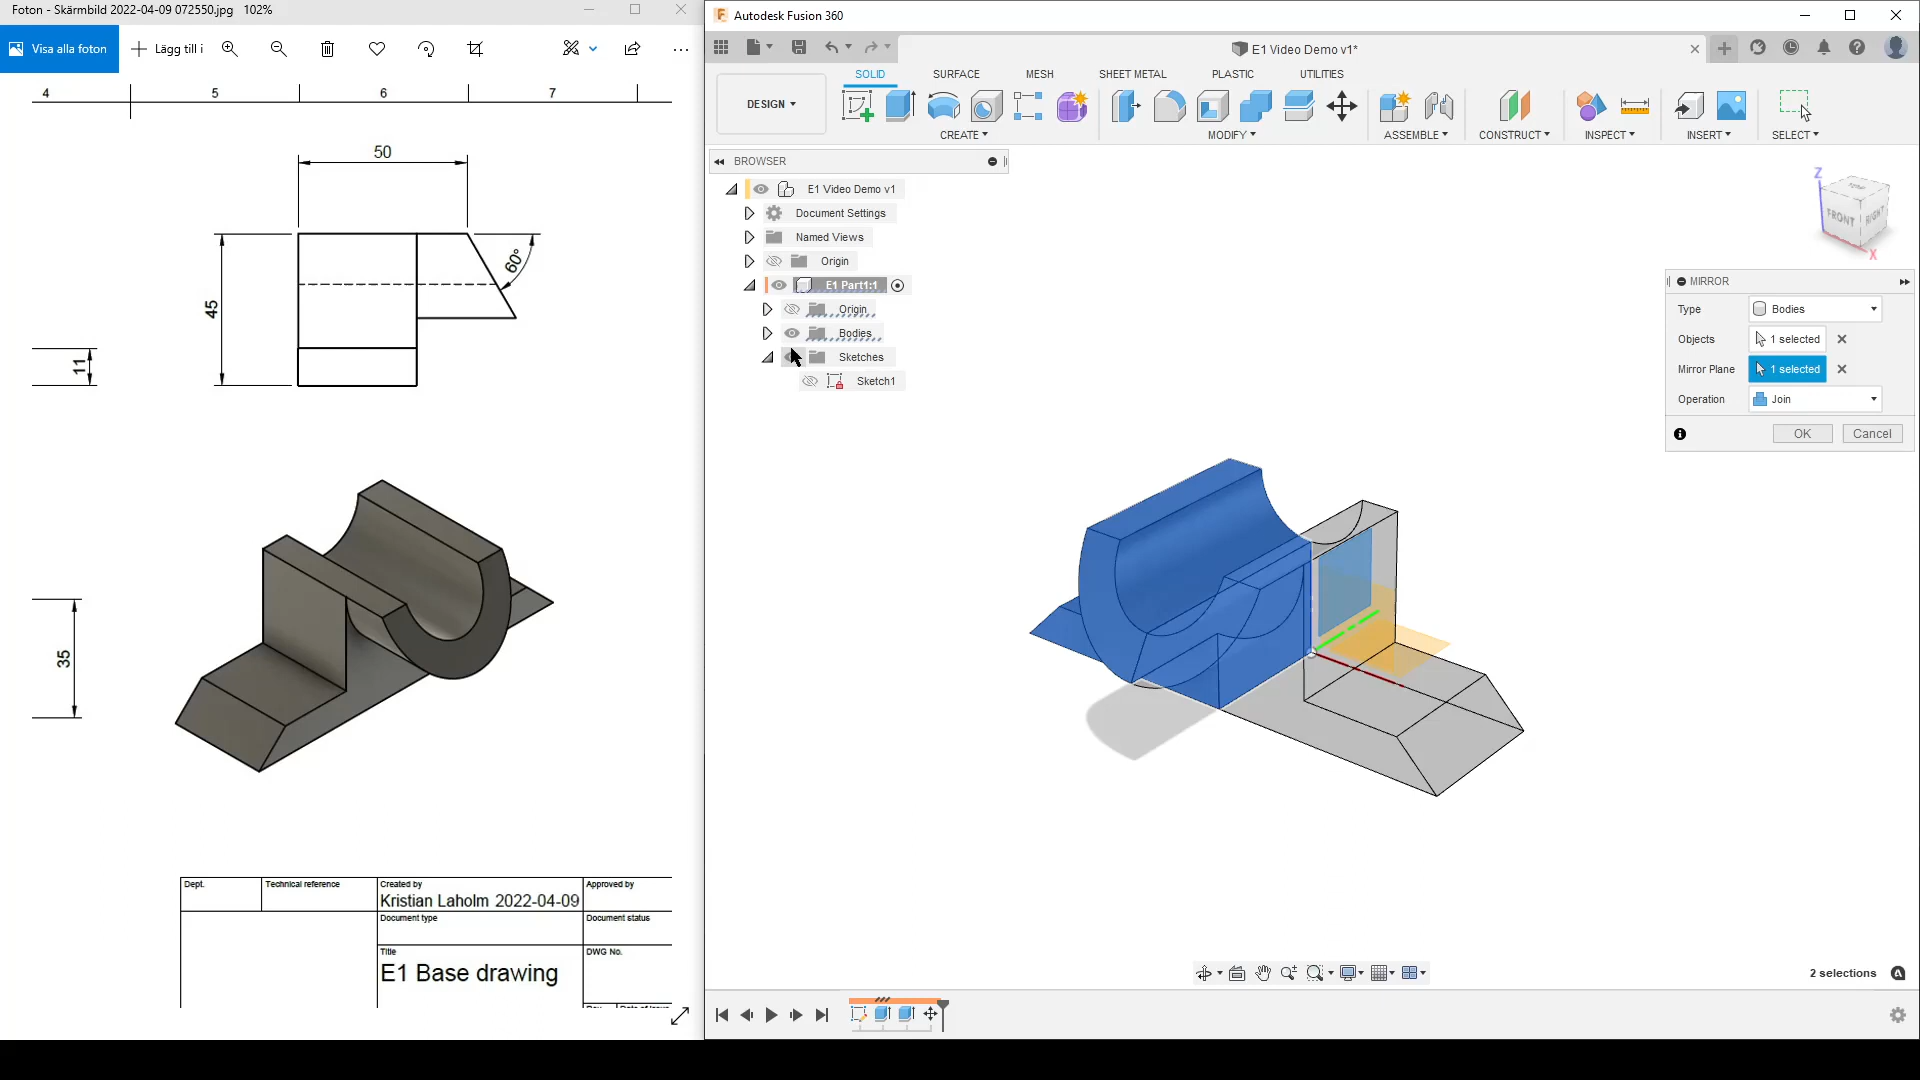 Foton - Skärmbild 2022-04-09 072550.jpg 102%
Visa alla foton
Lägg till i
4 5 6 7
50
60°
45
11
35
Dept.
Technical reference
Created by
Kristian Laholm 2022-04-09
Approved by
Document type
Document status
Title
E1 Base drawing
DWG No.
Autodesk Fusion 360
E1 Video Demo v1*
DESIGN
SOLID SURFACE MESH SHEET METAL PLASTIC UTILITIES
CREATE MODIFY ASSEMBLE CONSTRUCT INSPECT INSERT SELECT
BROWSER
E1 Video Demo v1
Document Settings
Named Views
Origin
E1 Part1:1
Origin
Bodies
Sketches
Sketch1
Z
TOP
FRONT RIGHT
X
MIRROR
Type Bodies
Objects 1 selected
Mirror Plane 1 selected
Operation Join
OK Cancel
2 selections